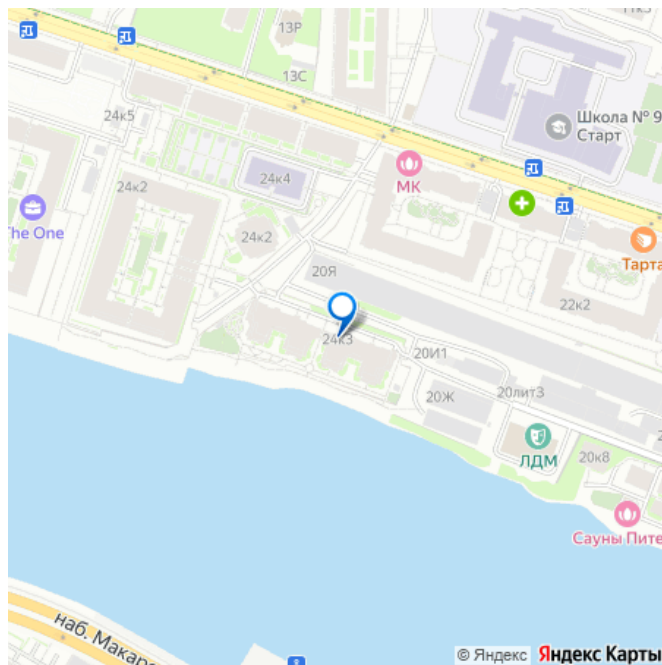 13Р
13С
24к5
Школа № 9
Старт
МК
24к4
24к2
The One
24к2
Тарта
20Я
22к2
24к3
20И1
20Ж
20лит3
ЛДМ
20к8
Сауны Пите
наб. Макаро
© Яндекс Яндекс Карты